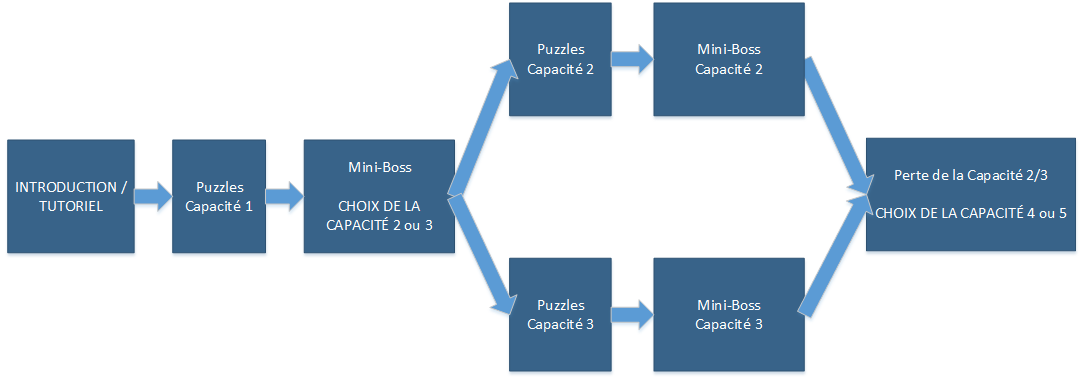 INTRODUCTION /
TUTORIEL
Puzzles
Capacité 1
Mini-Boss
CHOIX DE LA
CAPACITÉ 2 ou 3
Puzzles
Capacité 2
Mini-Boss
Capacité 2
Puzzles
Capacité 3
Mini-Boss
Capacité 3
Perte de la Capacité 2/3
CHOIX DE LA CAPACITÉ 4 ou 5